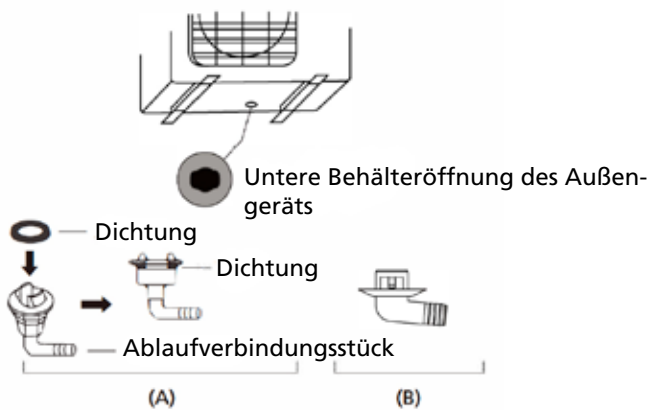 Untere Behälteröffnung des Außen-
geräts
Dichtung
Dichtung
Ablaufverbindungsstück
(A)
(B)